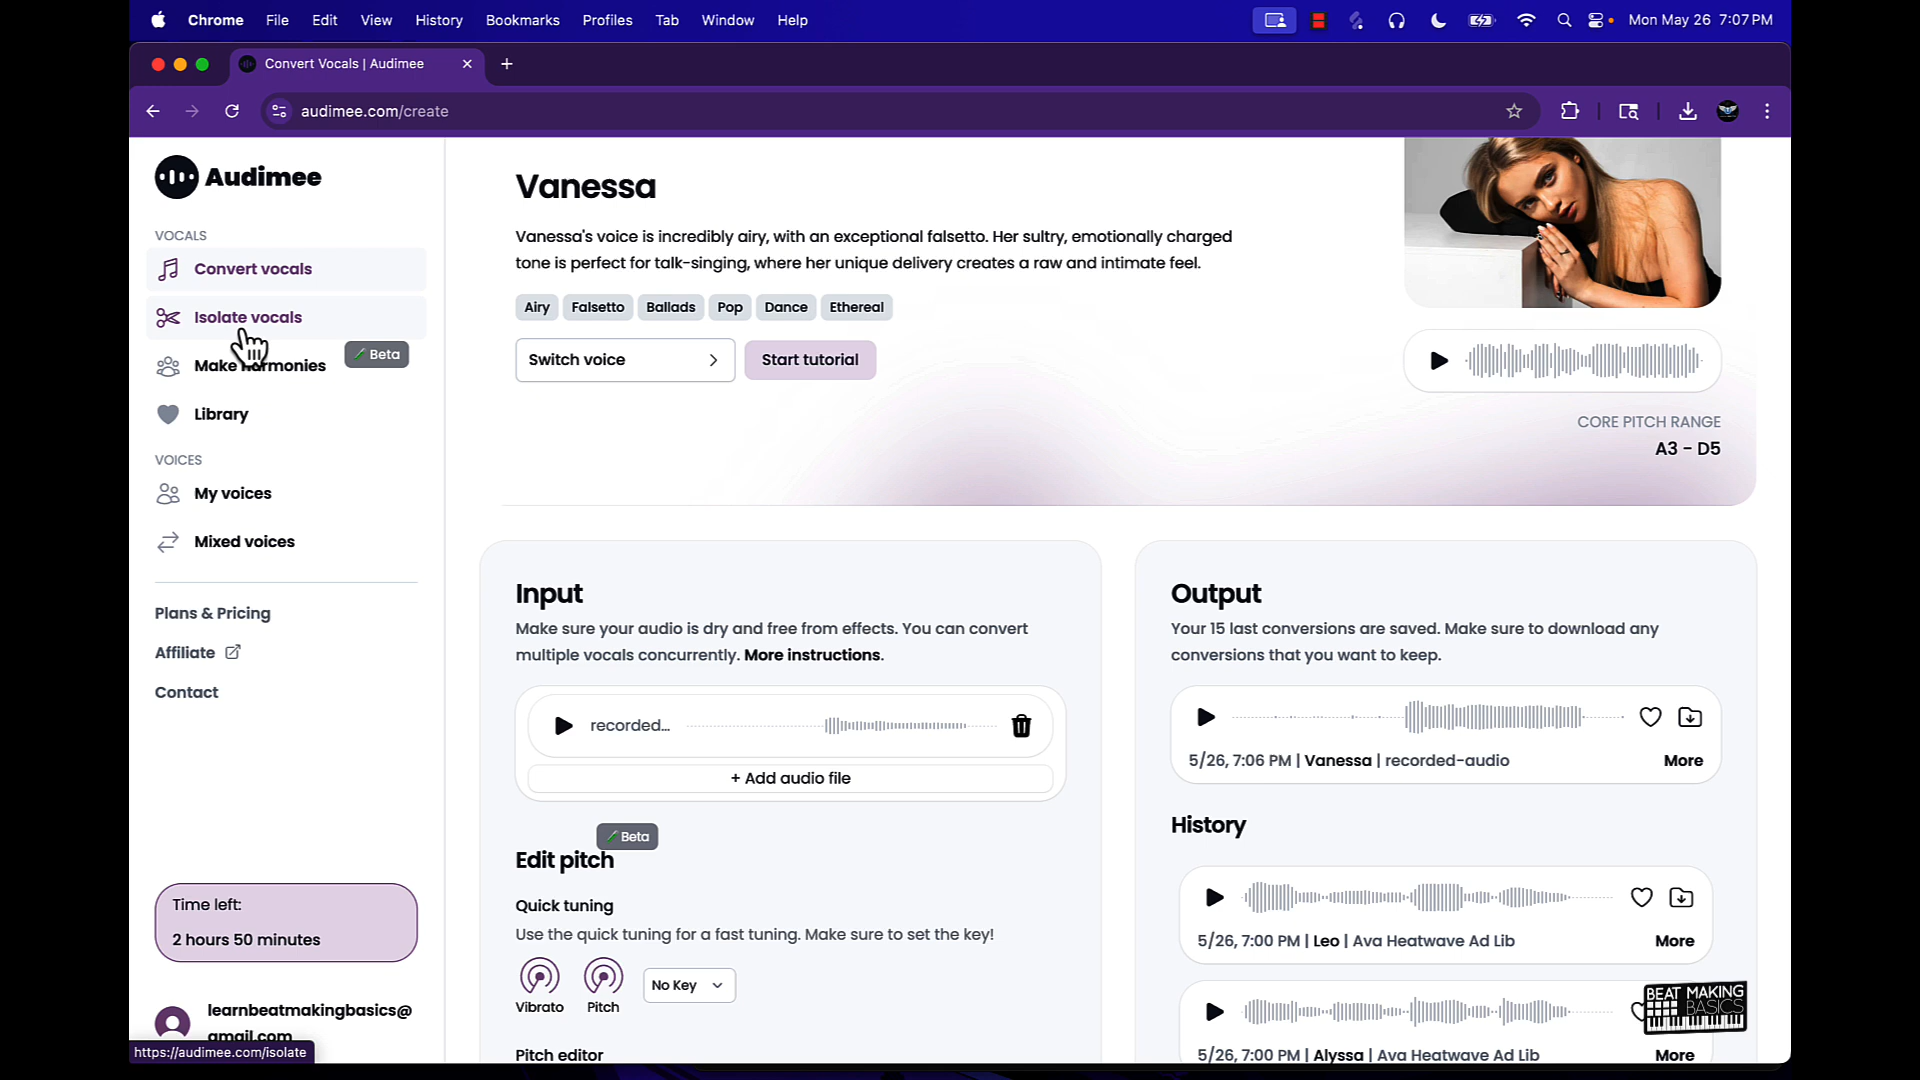 Chrome File Edit View History Bookmarks Profiles Tab Window Help Mon May 26 7:07 PM
Convert Vocals | Audimee
audimee.com/create
Audimee
VOCALS
Convert vocals
Isolate vocals
Beta
Make harmonies
Library
VOICES
My voices
Mixed voices
Plans & Pricing
Affiliate
Contact
Time left:
2 hours 50 minutes
learnbeatmakingbasics@
gmail.com
https://audimee.com/isolate
Vanessa
Vanessa's voice is incredibly airy, with an exceptional falsetto. Her sultry, emotionally charged
tone is perfect for talk-singing, where her unique delivery creates a raw and intimate feel.
Airy Falsetto Ballads Pop Dance Ethereal
Switch voice Start tutorial
CORE PITCH RANGE
A3 - D5
Input
Make sure your audio is dry and free from effects. You can convert
multiple vocals concurrently. More instructions.
recorded...
+ Add audio file
Beta
Edit pitch
Quick tuning
Use the quick tuning for a fast tuning. Make sure to set the key!
Vibrato Pitch No Key
Pitch editor
Output
Your 15 last conversions are saved. Make sure to download any
conversions that you want to keep.
5/26, 7:06 PM | Vanessa | recorded-audio More
History
5/26, 7:00 PM | Leo | Ava Heatwave Ad Lib More
5/26, 7:00 PM | Alyssa | Ava Heatwave Ad Lib More
BEAT MAKING
BASICS